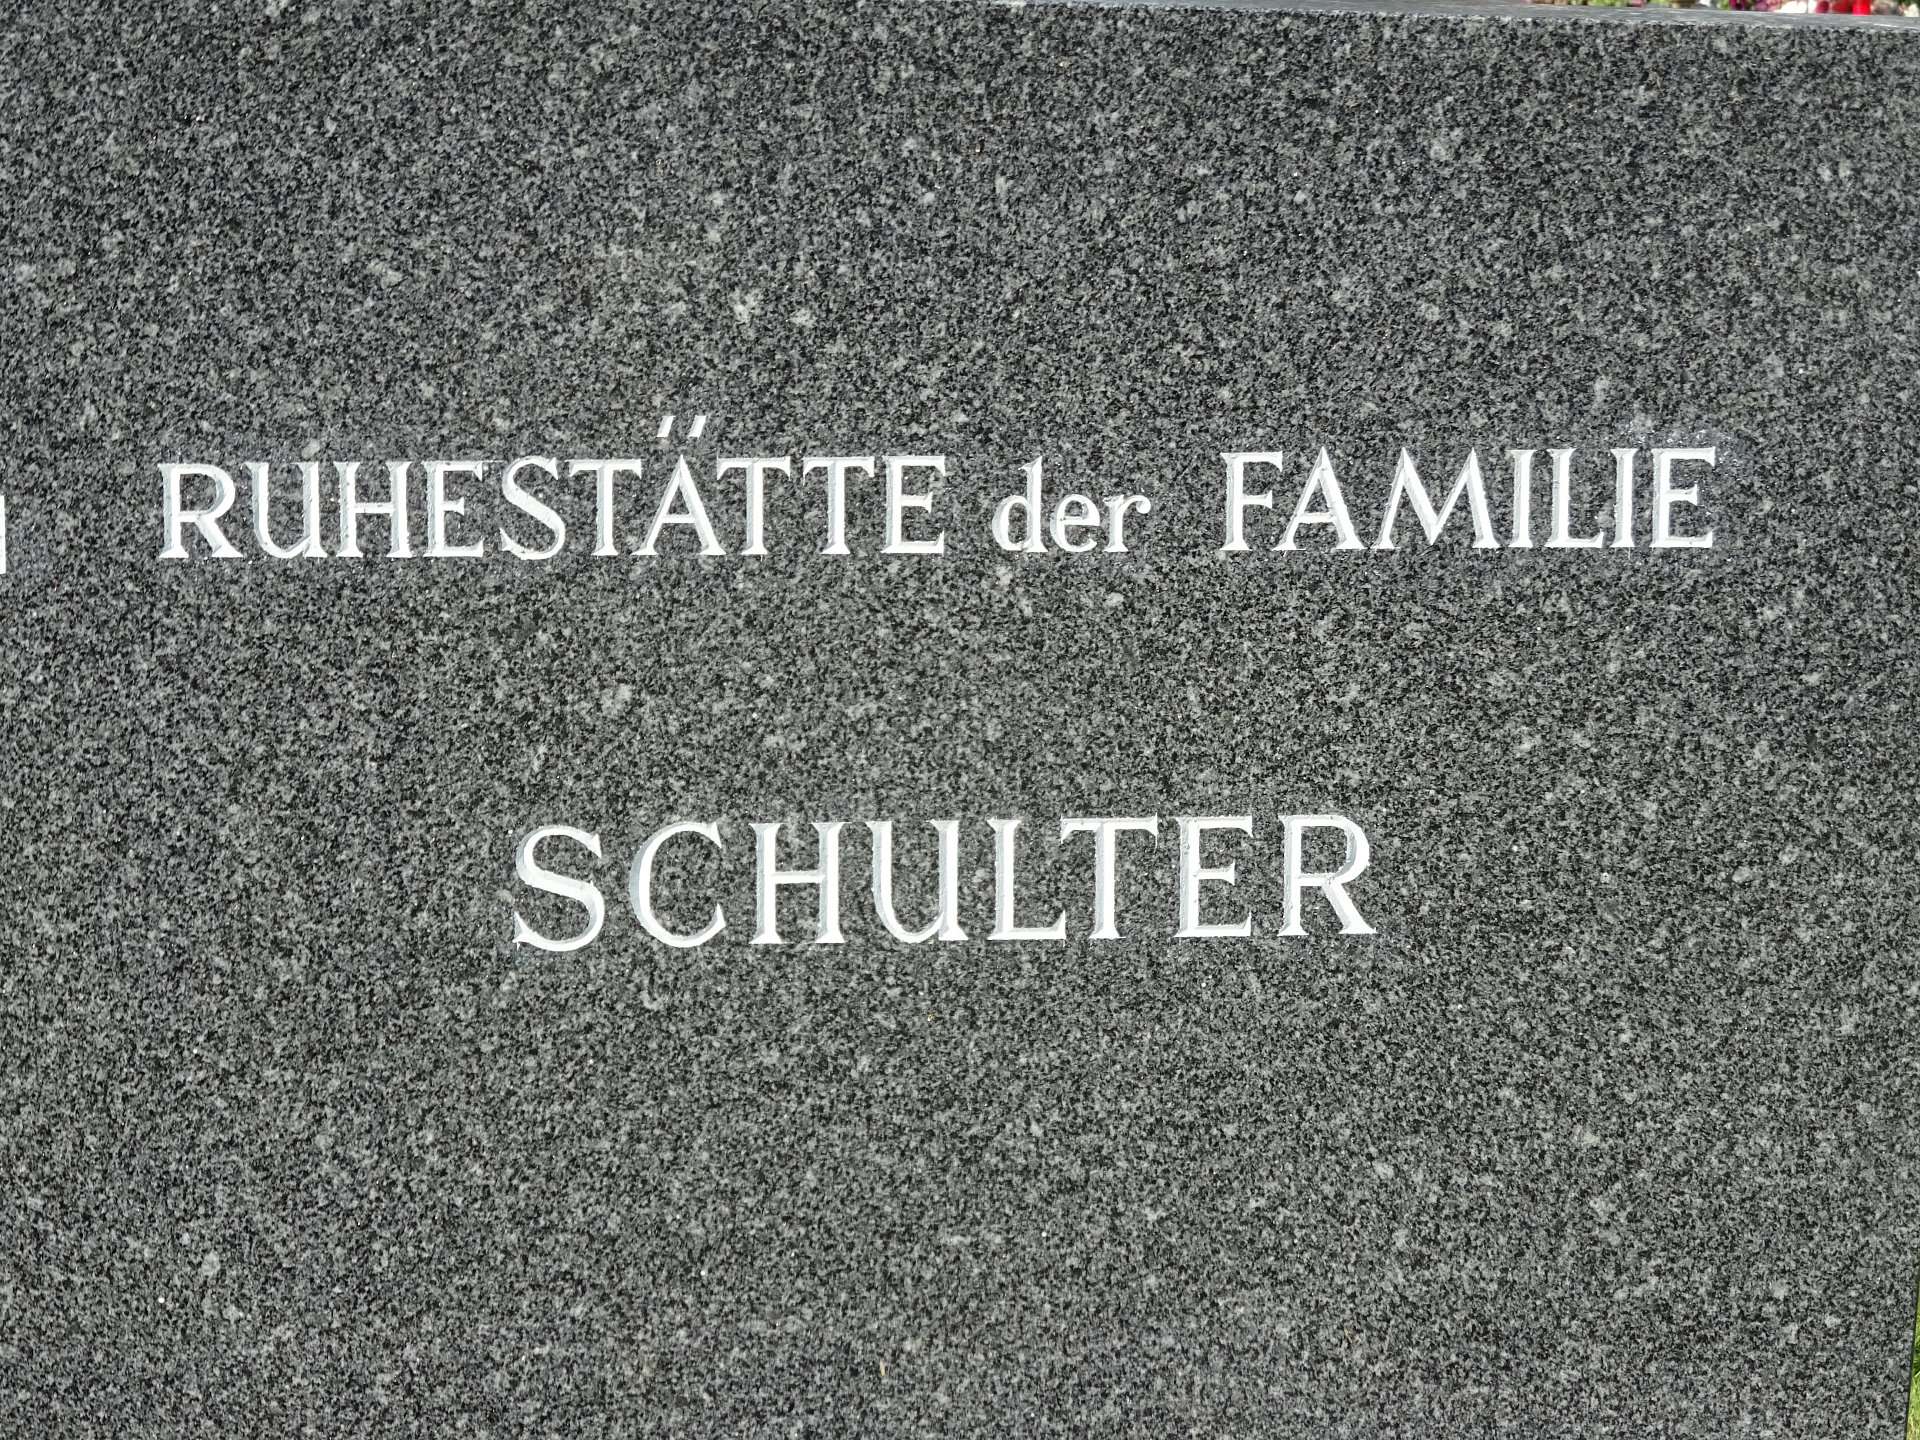 RUHESTÄTTE der FAMILIE
SCHULTER